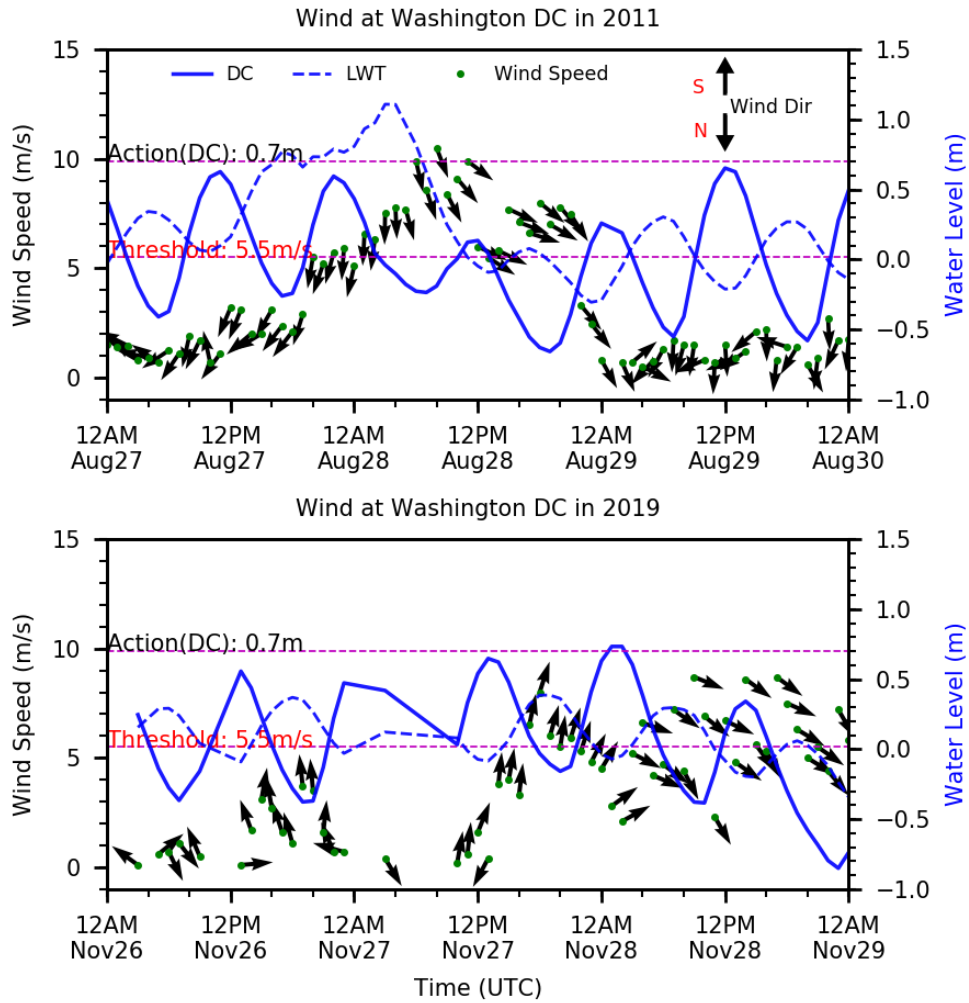 Wind at Washington DC in 2011
15
10
5
0
Wind Speed (m/s)
DC
LWT
Wind Speed
S
N
Wind Dir
Action(DC): 0.7m
Threshold: 5.5m/s
1.5
1.0
0.5
0.0
−0.5
−1.0
Water Level (m)
12AM 12PM 12AM 12PM 12AM 12PM 12AM
Aug27 Aug27 Aug28 Aug28 Aug29 Aug29 Aug30
Wind at Washington DC in 2019
15
10
5
0
Wind Speed (m/s)
Action(DC): 0.7m
Threshold: 5.5m/s
1.5
1.0
0.5
0.0
−0.5
−1.0
Water Level (m)
12AM 12PM 12AM 12PM 12AM 12PM 12AM
Nov26 Nov26 Nov27 Nov27 Nov28 Nov28 Nov29
Time (UTC)